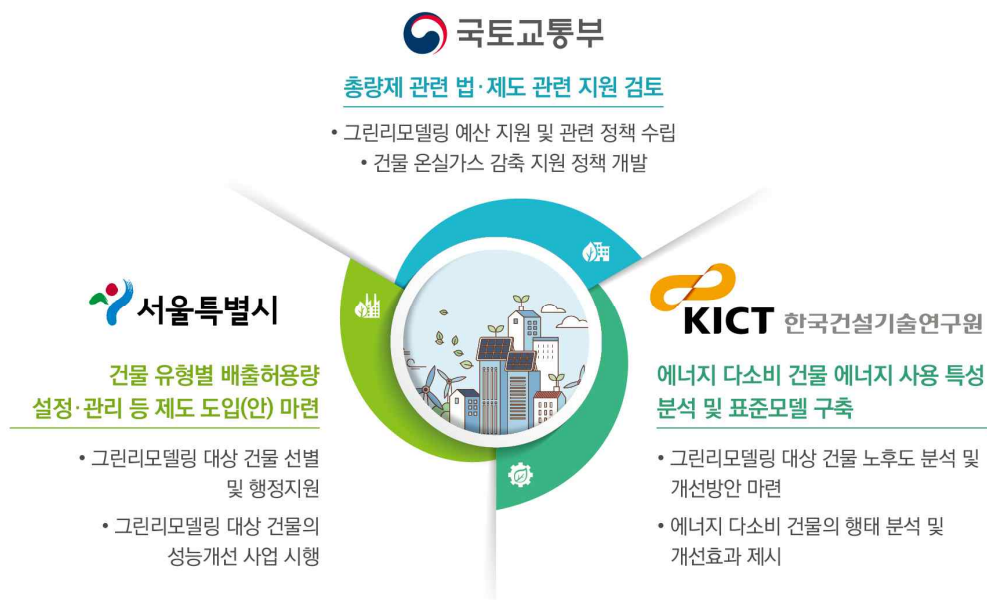 국토교통부
총량제 관련 법·제도 관련 지원 검토
• 그린리모델링 예산 지원 및 관련 정책 수립
• 건물 온실가스 감축 지원 정책 개발
서울특별시
건물 유형별 배출허용량
설정·관리 등 제도 도입(안) 마련
• 그린리모델링 대상 건물 선별
및 행정지원
• 그린리모델링 대상 건물의
성능개선 사업 시행
KICT 한국건설기술연구원
에너지 다소비 건물 에너지 사용 특성
분석 및 표준모델 구축
• 그린리모델링 대상 건물 노후도 분석 및
개선방안 마련
• 에너지 다소비 건물의 행태 분석 및
개선효과 제시